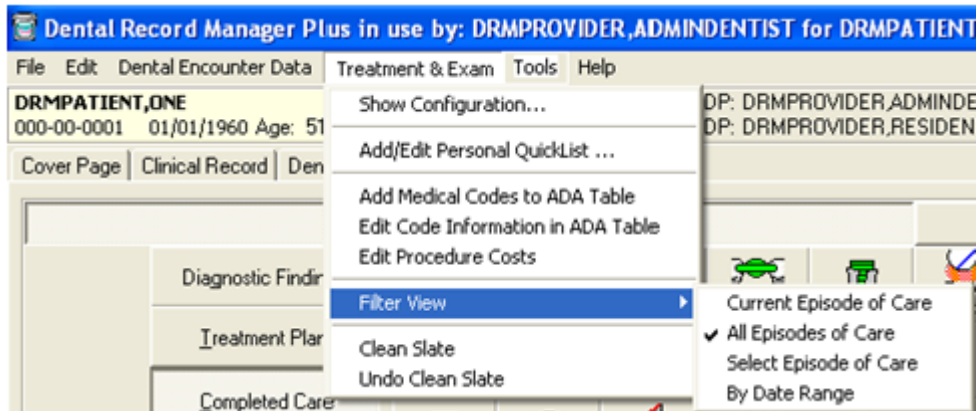 Dental Record Manager Plus in use by: DRMPROVIDER,ADMINDENTIST for DRMPATIENT
File Edit Dental Encounter Data Treatment & Exam Tools Help
DRMPATIENT,ONE
000-00-0001 01/01/1960 Age: 51
DP: DRMPROVIDER,ADMINDE
DP: DRMPROVIDER,RESIDEN
Cover Page Clinical Record Den
Show Configuration...
Add/Edit Personal QuickList ...
Add Medical Codes to ADA Table
Edit Code Information in ADA Table
Edit Procedure Costs
Filter View
Clean Slate
Undo Clean Slate
Current Episode of Care
All Episodes of Care
Select Episode of Care
By Date Range
Diagnostic Findin
Treatment Plan
Completed Care